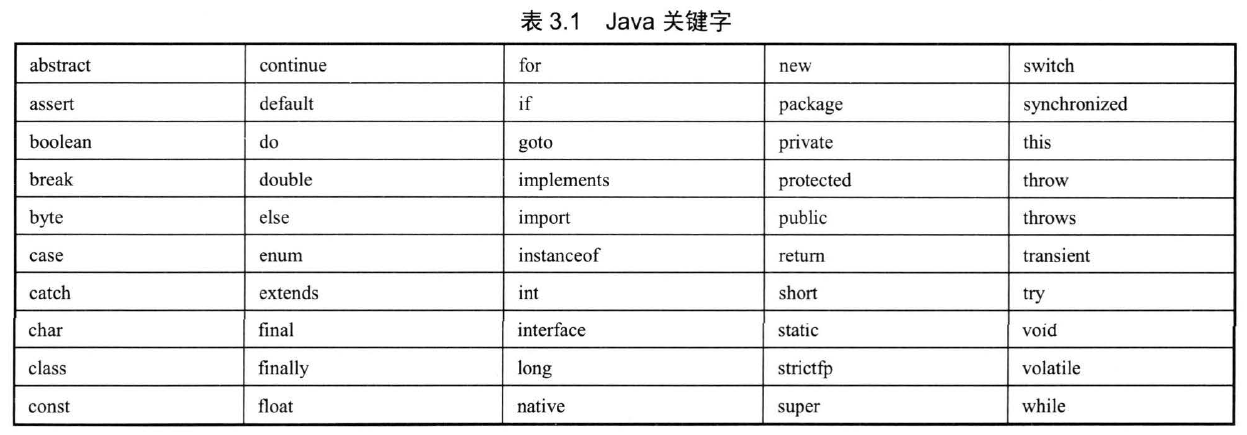 表 3.1 Java 关键字
abstract continue for new switch
assert default if package synchronized
boolean do goto private this
break double implements protected throw
byte else import public throws
case enum instanceof return transient
catch extends int short try
char final interface static void
class finally long strictfp volatile
const float native super while